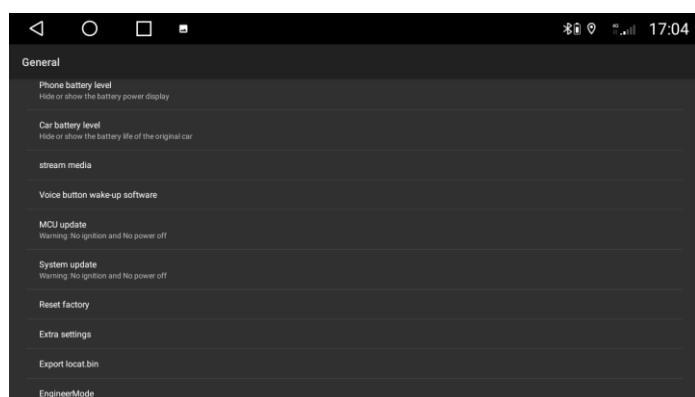 17:04
General
Phone battery level
Hide or show the battery power display
Car battery level
Hide or show the battery life of the original car
stream media
Voice button wake-up software
MCU update
Warning: No ignition and No power off
System update
Warning: No ignition and No power off
Reset factory
Extra settings
Export locat.bin
EngineerMode